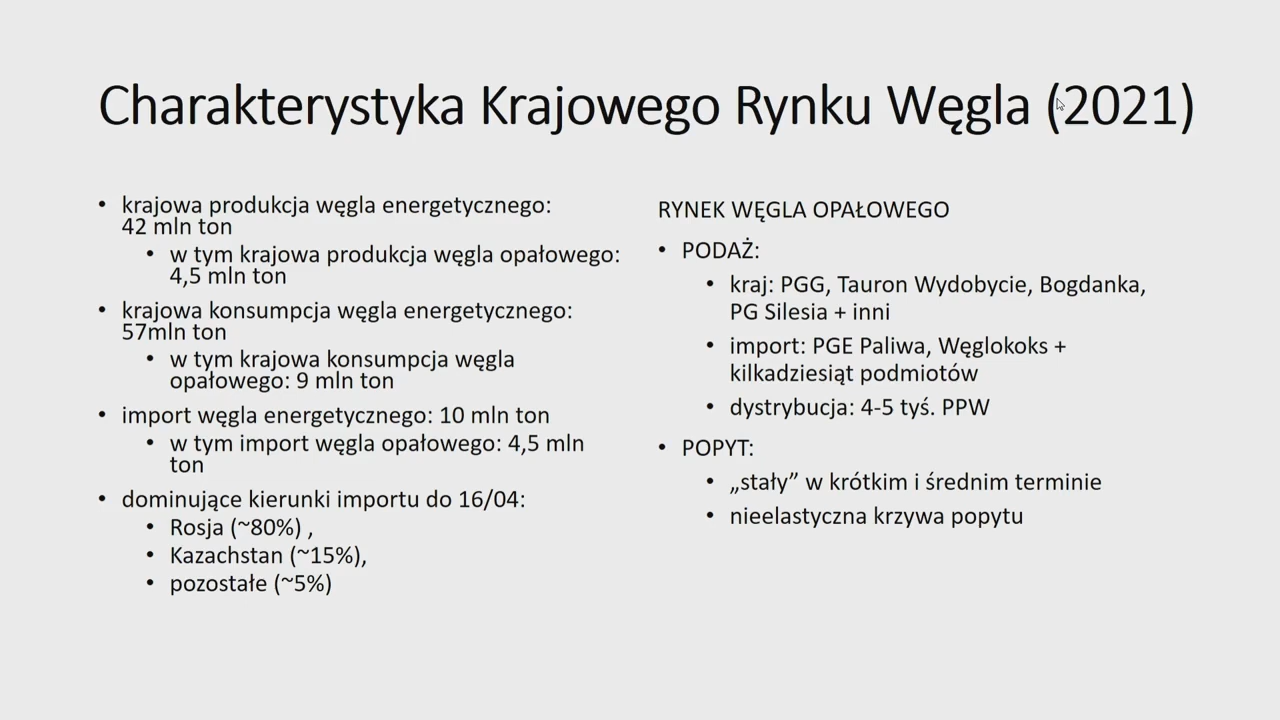 Charakterystyka Krajowego Rynku Węgla (2021)
• krajowa produkcja węgla energetycznego:
42 mln ton
• w tym krajowa produkcja węgla opałowego:
4,5 mln ton
• krajowa konsumpcja węgla energetycznego:
57mln ton
• w tym krajowa konsumpcja węgla
opałowego: 9 mln ton
• import węgla energetycznego: 10 mln ton
• w tym import węgla opałowego: 4,5 mln
ton
• dominujące kierunki importu do 16/04:
• Rosja (~80%) ,
• Kazachstan (~15%),
• pozostałe (~5%)
RYNEK WĘGLA OPAŁOWEGO
• PODAŻ:
• kraj: PGG, Tauron Wydobycie, Bogdanka,
PG Silesia + inni
• import: PGE Paliwa, Węglokoks +
kilkadziesiąt podmiotów
• dystrybucja: 4-5 tyś. PPW
• POPYT:
• „stały” w krótkim i średnim terminie
• nieelastyczna krzywa popytu